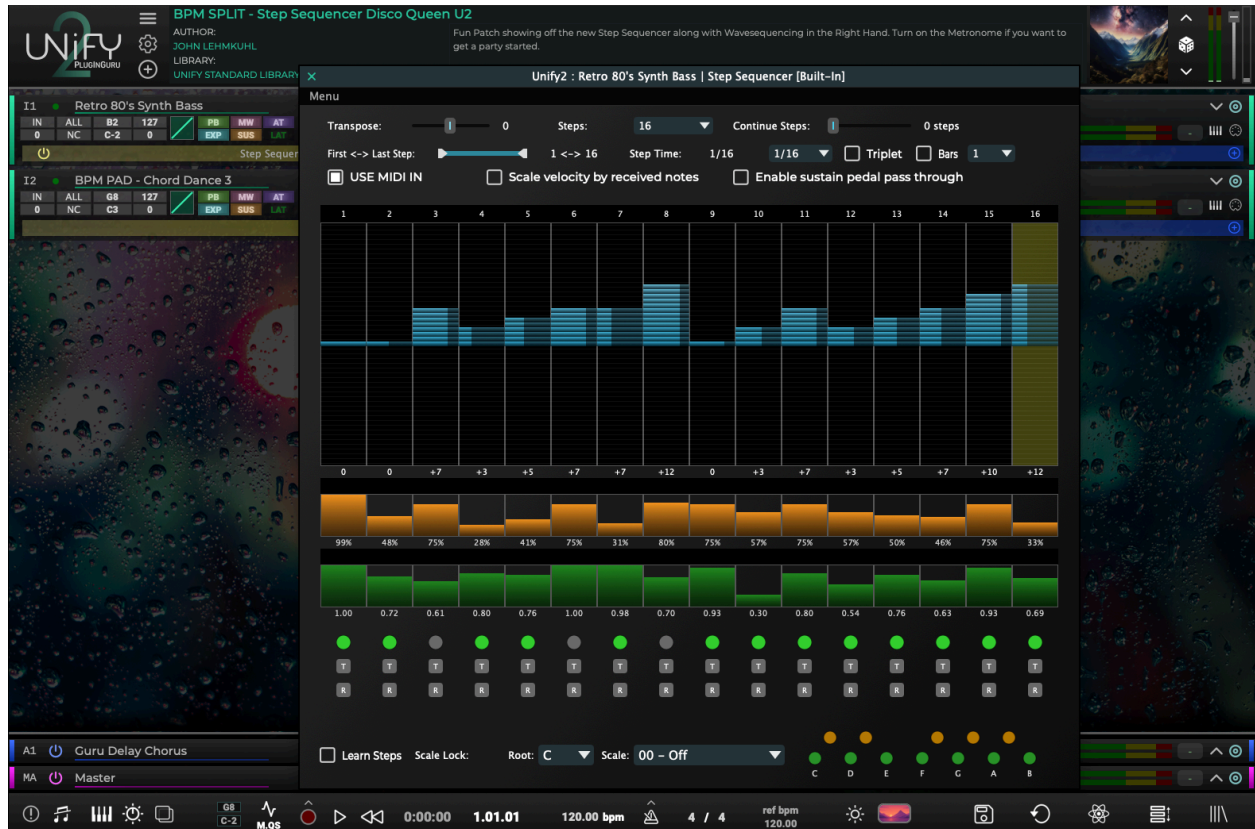 BPM SPLIT - Step Sequencer Disco Queen U2
UNIFY
2
PLUGINGURU
AUTHOR:
JOHN LEHMKUHL
LIBRARY:
UNIFY STANDARD LIBRARY
Fun Patch showing off the new Step Sequencer along with Wavesequencing in the Right Hand. Turn on the Metronome if you want to
get a party started.
Unify2 : Retro 80's Synth Bass | Step Sequencer [Built-In]
Menu
I1 Retro 80's Synth Bass
IN ALL B2 127 PB MW AT
0 NC C-2 0 EXP SUS LAT
Step Sequen
I2 BPM PAD - Chord Dance 3
IN ALL G8 127 PB MW AT
0 NC C3 0 EXP SUS LAT
Transpose: 0 Steps: 16 Continue Steps: 0 steps
First <-> Last Step: 1 <-> 16 Step Time: 1/16 1/16 Triplet Bars 1
USE MIDI IN Scale velocity by received notes Enable sustain pedal pass through
1 2 3 4 5 6 7 8 9 10 11 12 13 14 15 16
0 0 +7 +3 +5 +7 +7 +12 0 +3 +7 +3 +5 +7 +10 +12
99% 48% 75% 28% 41% 75% 31% 80% 75% 57% 75% 57% 50% 46% 75% 33%
1.00 0.72 0.61 0.80 0.76 1.00 0.98 0.70 0.93 0.30 0.80 0.54 0.76 0.63 0.93 0.69
T T T T T T T T T T T T T T T T
R R R R R R R R R R R R R R R R
Learn Steps Scale Lock: Root: C Scale: 00 - Off
C D E F G A B
A1 Guru Delay Chorus
MA Master
G8
C-2
M.OS
0:00:00 1.01.01 120.00 bpm 4 / 4
ref bpm
120.00